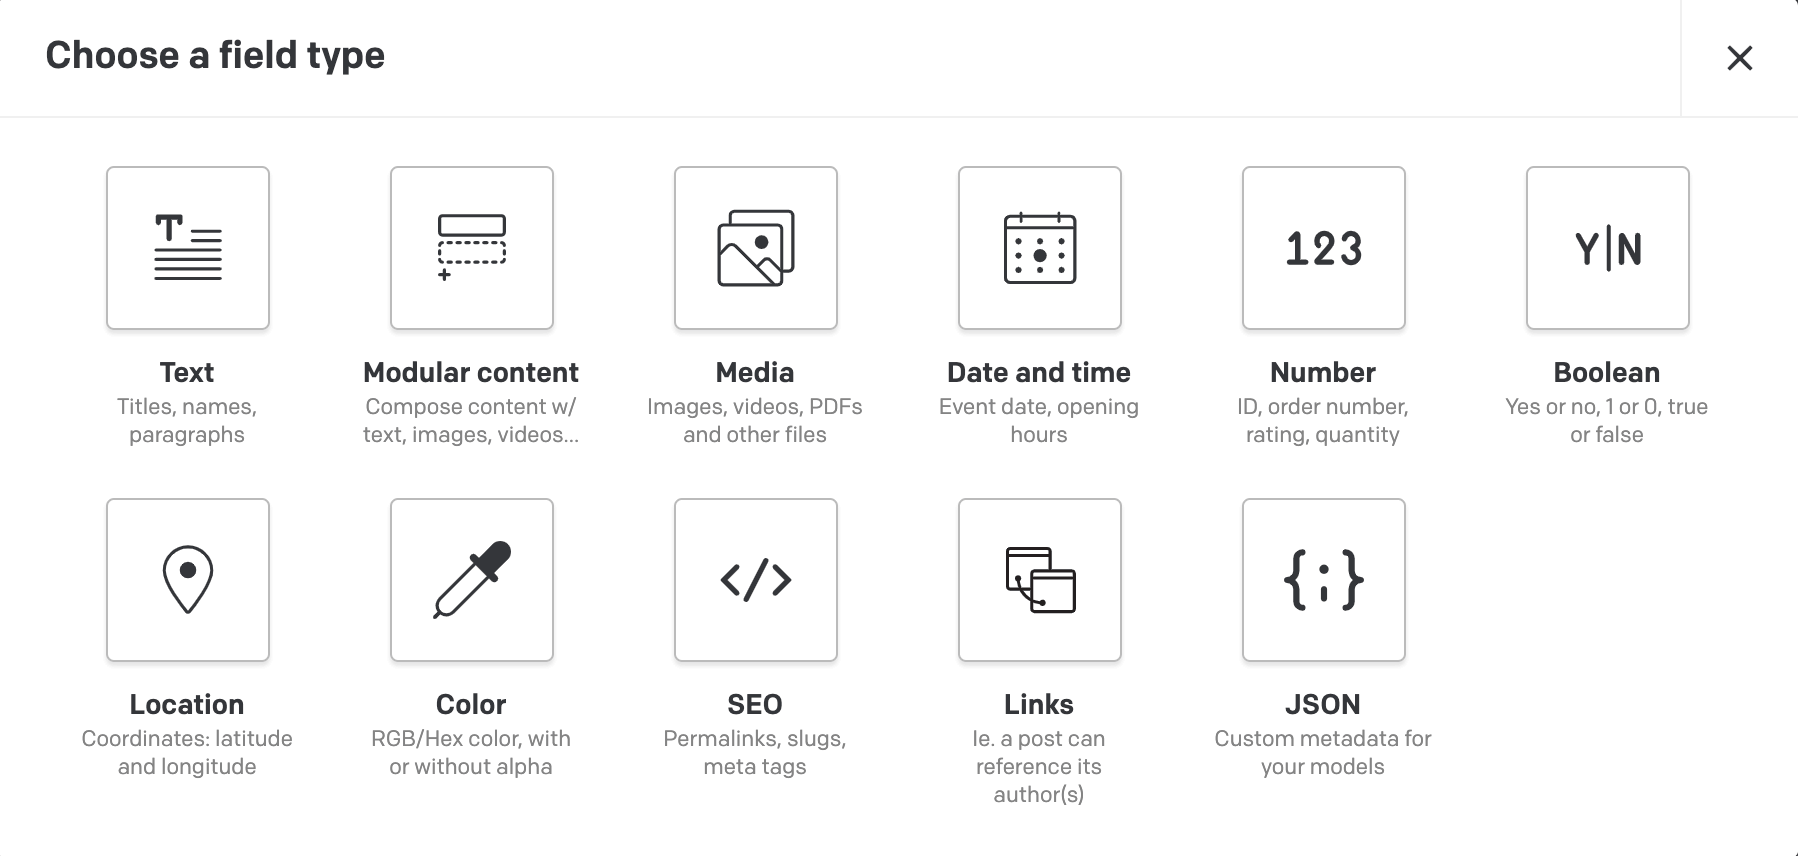 Choose a field type
T
123
Y|N
Text
Titles, names,
paragraphs
Modular content
Compose content w/
text, images, videos...
Media
Images, videos, PDFs
and other files
Date and time
Event date, opening
hours
Number
ID, order number,
rating, quantity
Boolean
Yes or no, 1 or 0, true
or false
</>
{;}
Location
Coordinates: latitude
and longitude
Color
RGB/Hex color, with
or without alpha
SEO
Permalinks, slugs,
meta tags
Links
Ie. a post can
reference its
author(s)
JSON
Custom metadata for
your models